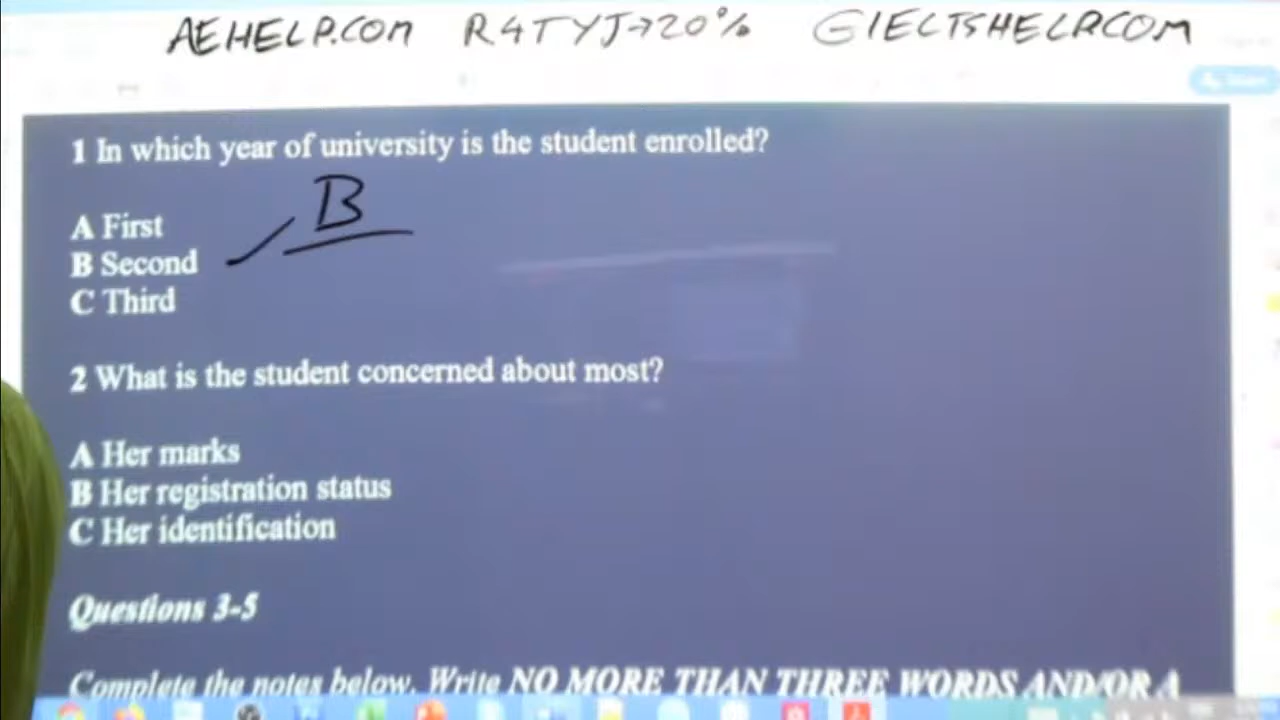 AEHELP.COM R4TYJ→20% GIELTSHELP.COM
Share
1 In which year of university is the student enrolled?
B
A First
B Second
C Third
2 What is the student concerned about most?
A Her marks
B Her registration status
C Her identification
Questions 3-5
Complete the notes below. Write NO MORE THAN THREE WORDS AND/OR A